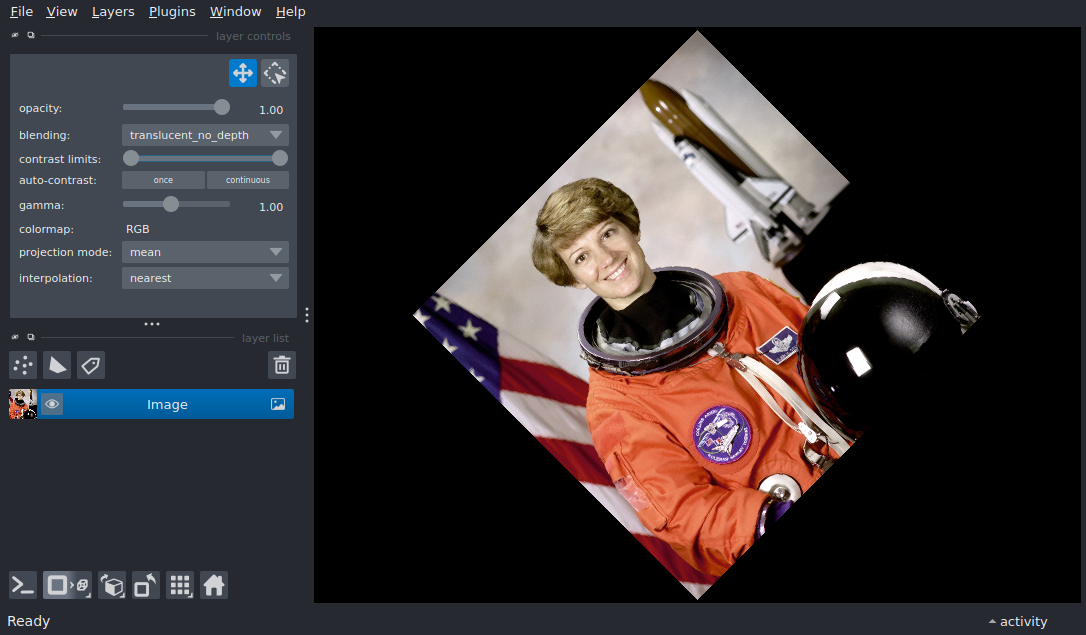 File View Layers Plugins Window Help
layer controls
opacity: 1.00
blending: translucent_no_depth
contrast limits:
auto-contrast: once continuous
gamma: 1.00
colormap: RGB
projection mode: mean
interpolation: nearest
layer list
Image
Ready
activity